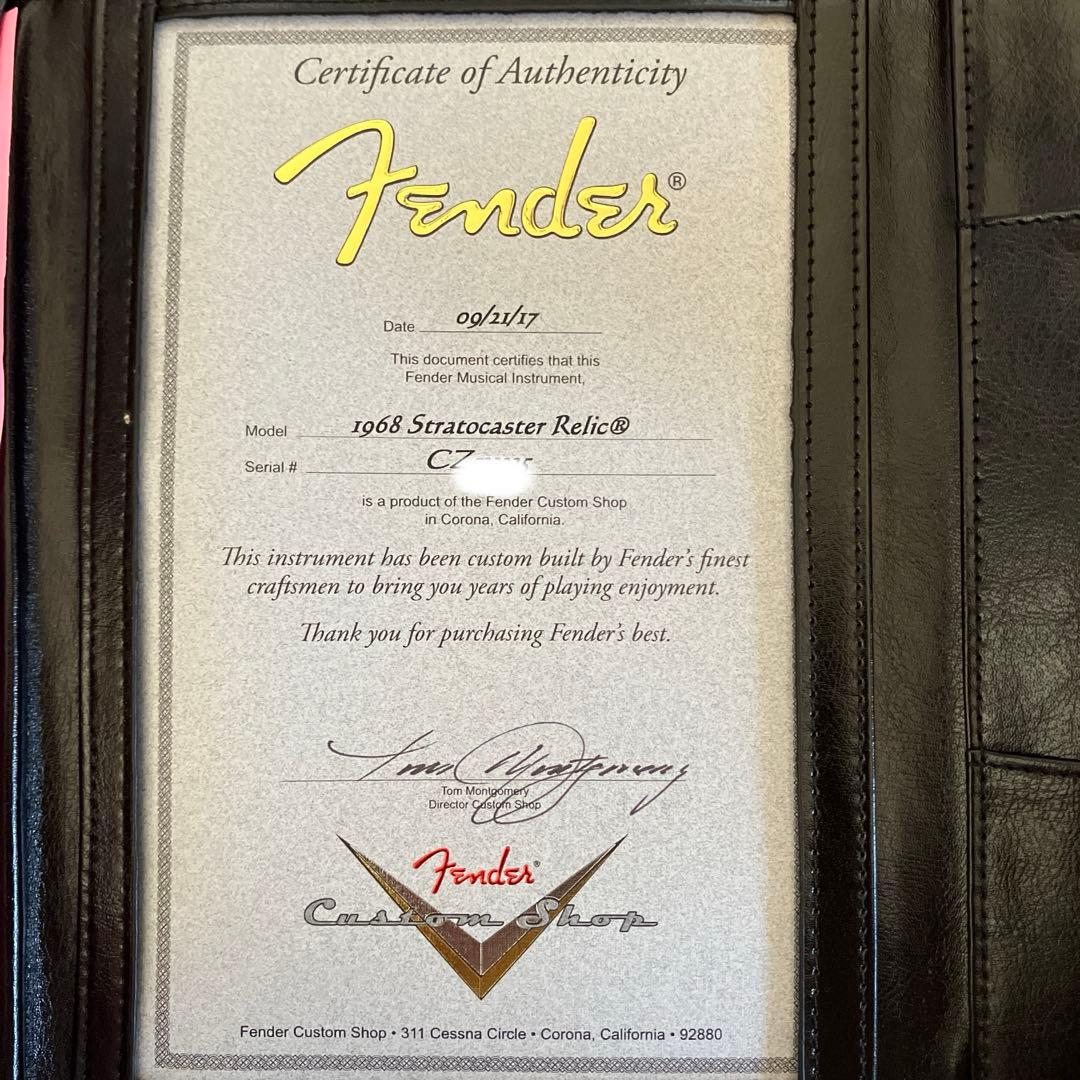 Certificate of Authenticity
Fender®
Date 09/21/17
This document certifies that this
Fender Musical Instrument,
Model 1968 Stratocaster Relic®
Serial # CZ
is a product of the Fender Custom Shop
in Corona, California.
This instrument has been custom built by Fender's finest
craftsmen to bring you years of playing enjoyment.
Thank you for purchasing Fender's best.
Tom Montgomery
Tom Montgomery
Director Custom Shop
Fender®
Custom Shop
Fender Custom Shop • 311 Cessna Circle • Corona, California • 92880